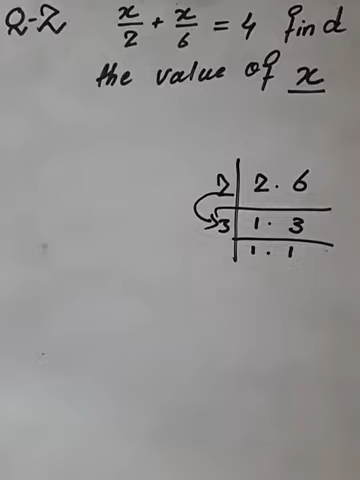 Q-2 x/2 + x/6 = 4 find
the value of x
2 | 2 . 6
3 | 1 . 3
| 1 . 1